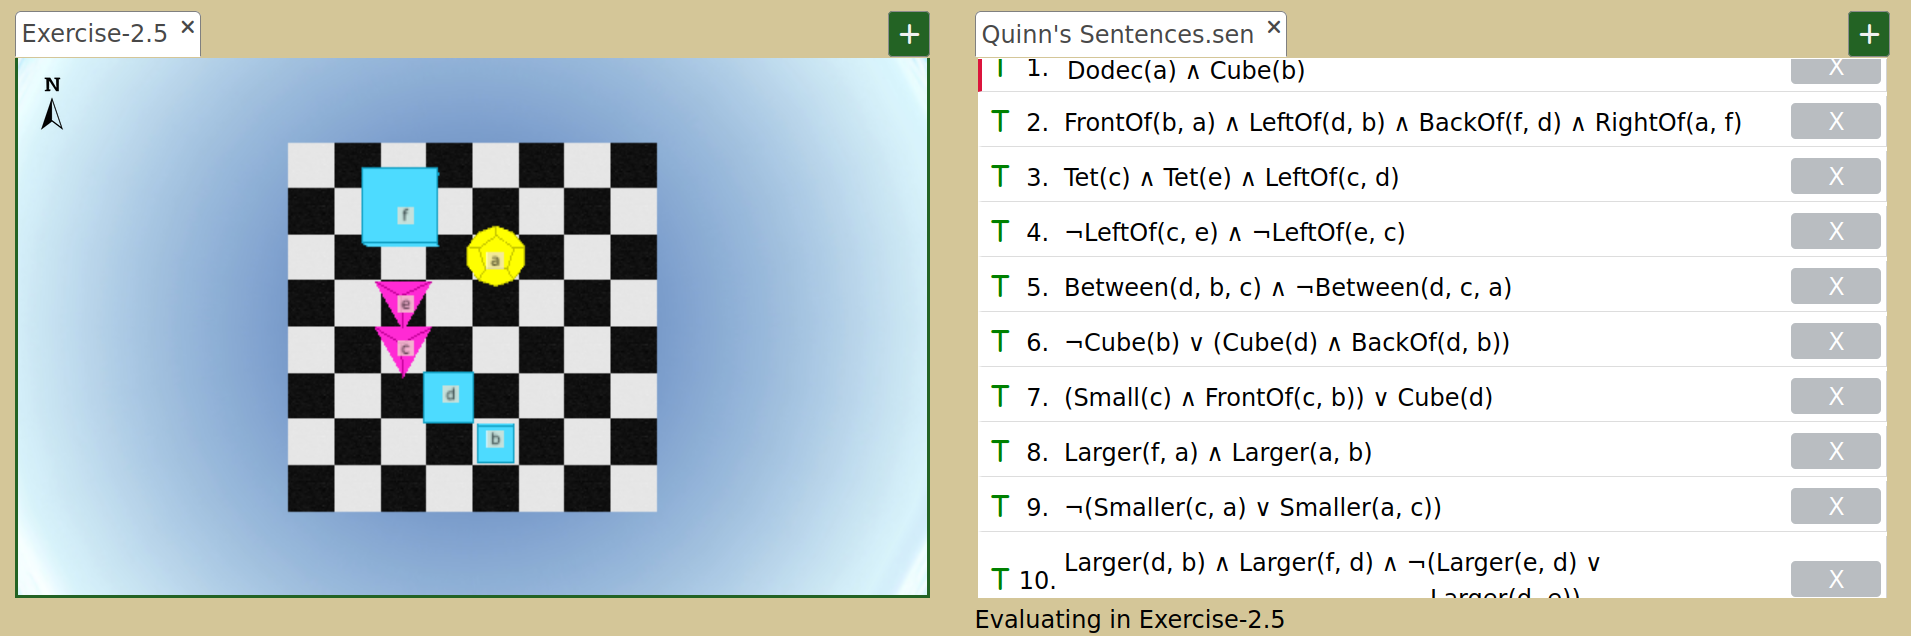 Exercise-2.5 ×
+
Quinn's Sentences.sen ×
+
N
f
a
e
c
d
b
T 1. Dodec(a) ∧ Cube(b) X
T 2. FrontOf(b, a) ∧ LeftOf(d, b) ∧ BackOf(f, d) ∧ RightOf(a, f) X
T 3. Tet(c) ∧ Tet(e) ∧ LeftOf(c, d) X
T 4. ¬LeftOf(c, e) ∧ ¬LeftOf(e, c) X
T 5. Between(d, b, c) ∧ ¬Between(d, c, a) X
T 6. ¬Cube(b) ∨ (Cube(d) ∧ BackOf(d, b)) X
T 7. (Small(c) ∧ FrontOf(c, b)) ∨ Cube(d) X
T 8. Larger(f, a) ∧ Larger(a, b) X
T 9. ¬(Smaller(c, a) ∨ Smaller(a, c)) X
T 10. Larger(d, b) ∧ Larger(f, d) ∧ ¬(Larger(e, d) ∨ X
Larger(d, e))
Evaluating in Exercise-2.5